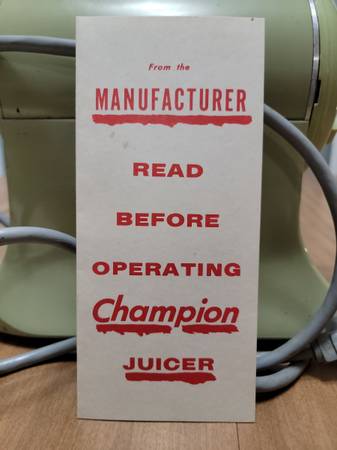 From the
MANUFACTURER
READ
BEFORE
OPERATING
Champion
JUICER